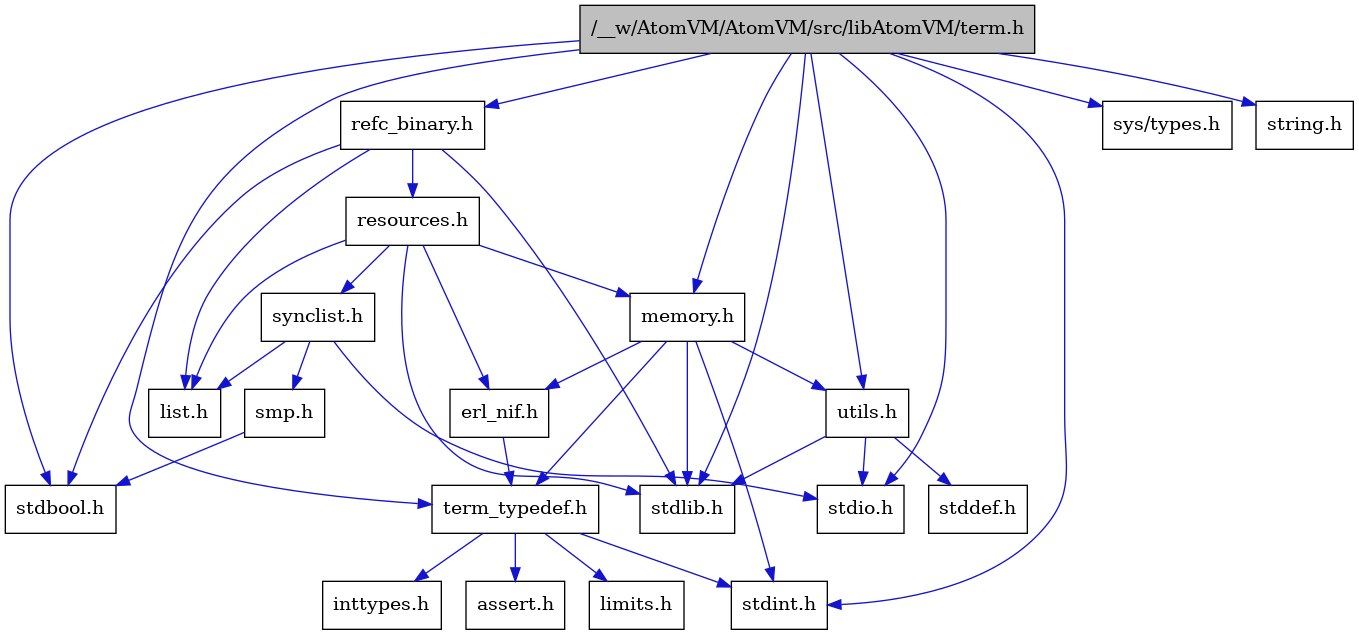 /__w/AtomVM/AtomVM/src/libAtomVM/term.h
refc_binary.h
sys/types.h
string.h
resources.h
synclist.h
memory.h
list.h
smp.h
erl_nif.h
utils.h
stdbool.h
term_typedef.h
stdlib.h
stdio.h
stddef.h
inttypes.h
assert.h
limits.h
stdint.h